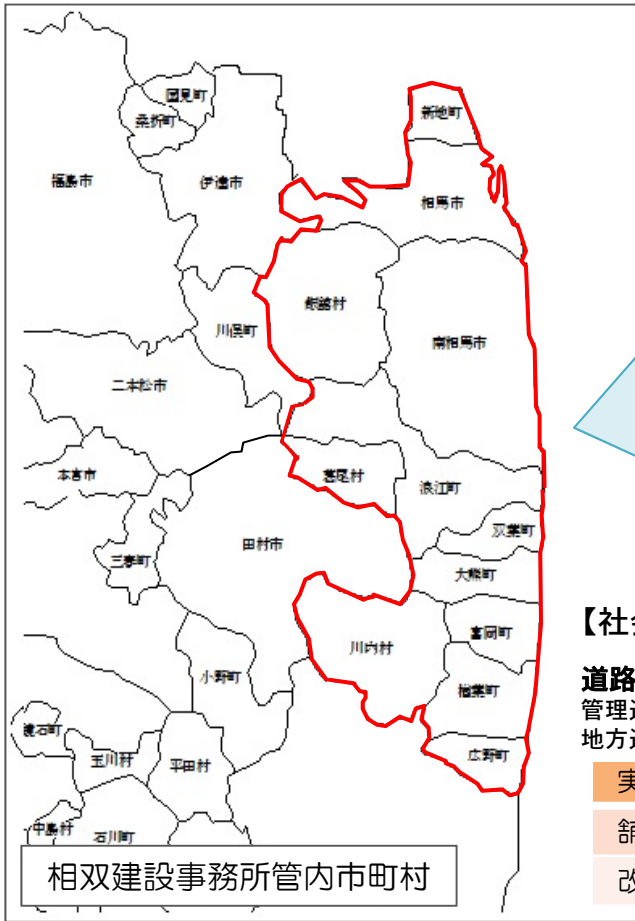 国見町
桑折町
新地町
福島市
伊達市
相馬市
飯舘村
川俣町
南相馬市
二本松市
本宮市
葛尾村
浪江町
双葉町
田村市
三春町
大熊町
川内村
富岡町
小野町
楢葉町
鏡石町
玉川村
平田村
広野町
中島村
石川町
相双建設事務所管内市町村
【社
道路
管理
地方
実
舗
改